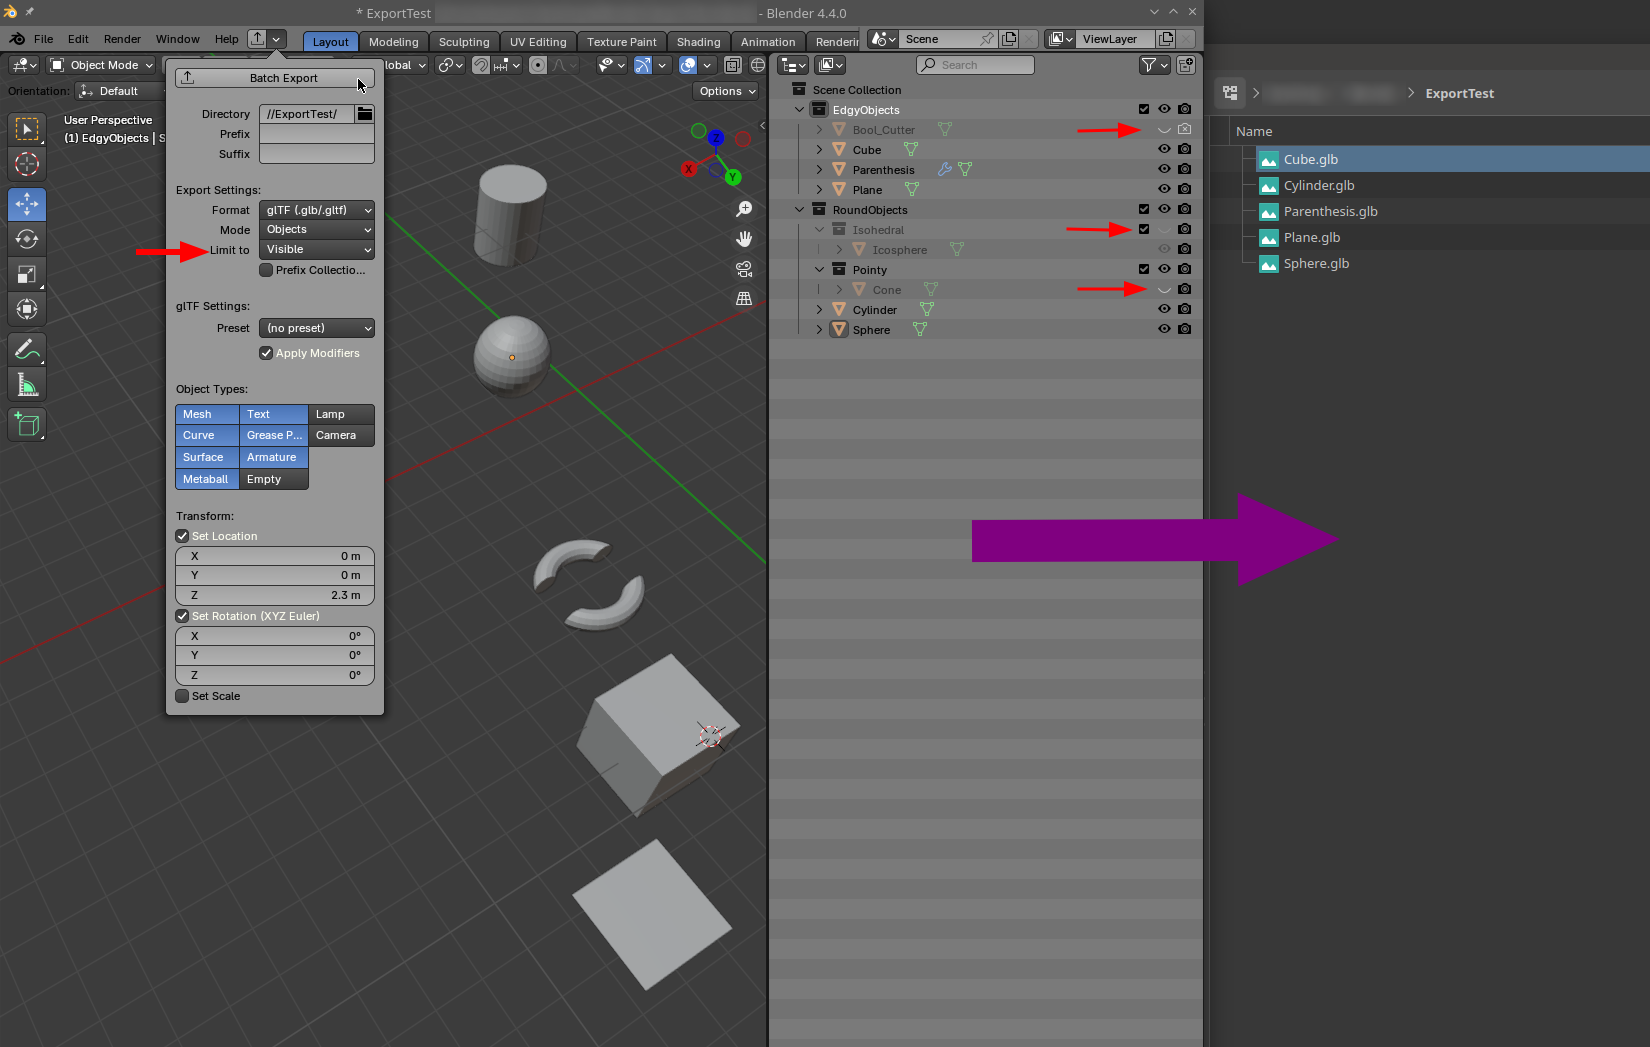 * ExportTest
- Blender 4.4.0
File Edit Render Window Help
Layout Modeling Sculpting UV Editing Texture Paint Shading Animation Renderi
Scene
ViewLayer
Object Mode
lobal
Search
Orientation: Default
Options
User Perspective
(1) EdgyObjects | S
Batch Export
Directory //ExportTest/
Prefix
Suffix
Export Settings:
Format glTF (.glb/.gltf)
Mode Objects
Limit to Visible
Prefix Collectio...
glTF Settings:
Preset (no preset)
Apply Modifiers
Object Types:
Mesh Text Lamp
Curve Grease P... Camera
Surface Armature
Metaball Empty
Transform:
Set Location
X 0 m
Y 0 m
Z 2.3 m
Set Rotation (XYZ Euler)
X 0°
Y 0°
Z 0°
Set Scale
Z
X
Y
Scene Collection
EdgyObjects
Bool_Cutter
Cube
Parenthesis
Plane
RoundObjects
Isohedral
Icosphere
Pointy
Cone
Cylinder
Sphere
ExportTest
Name
Cube.glb
Cylinder.glb
Parenthesis.glb
Plane.glb
Sphere.glb